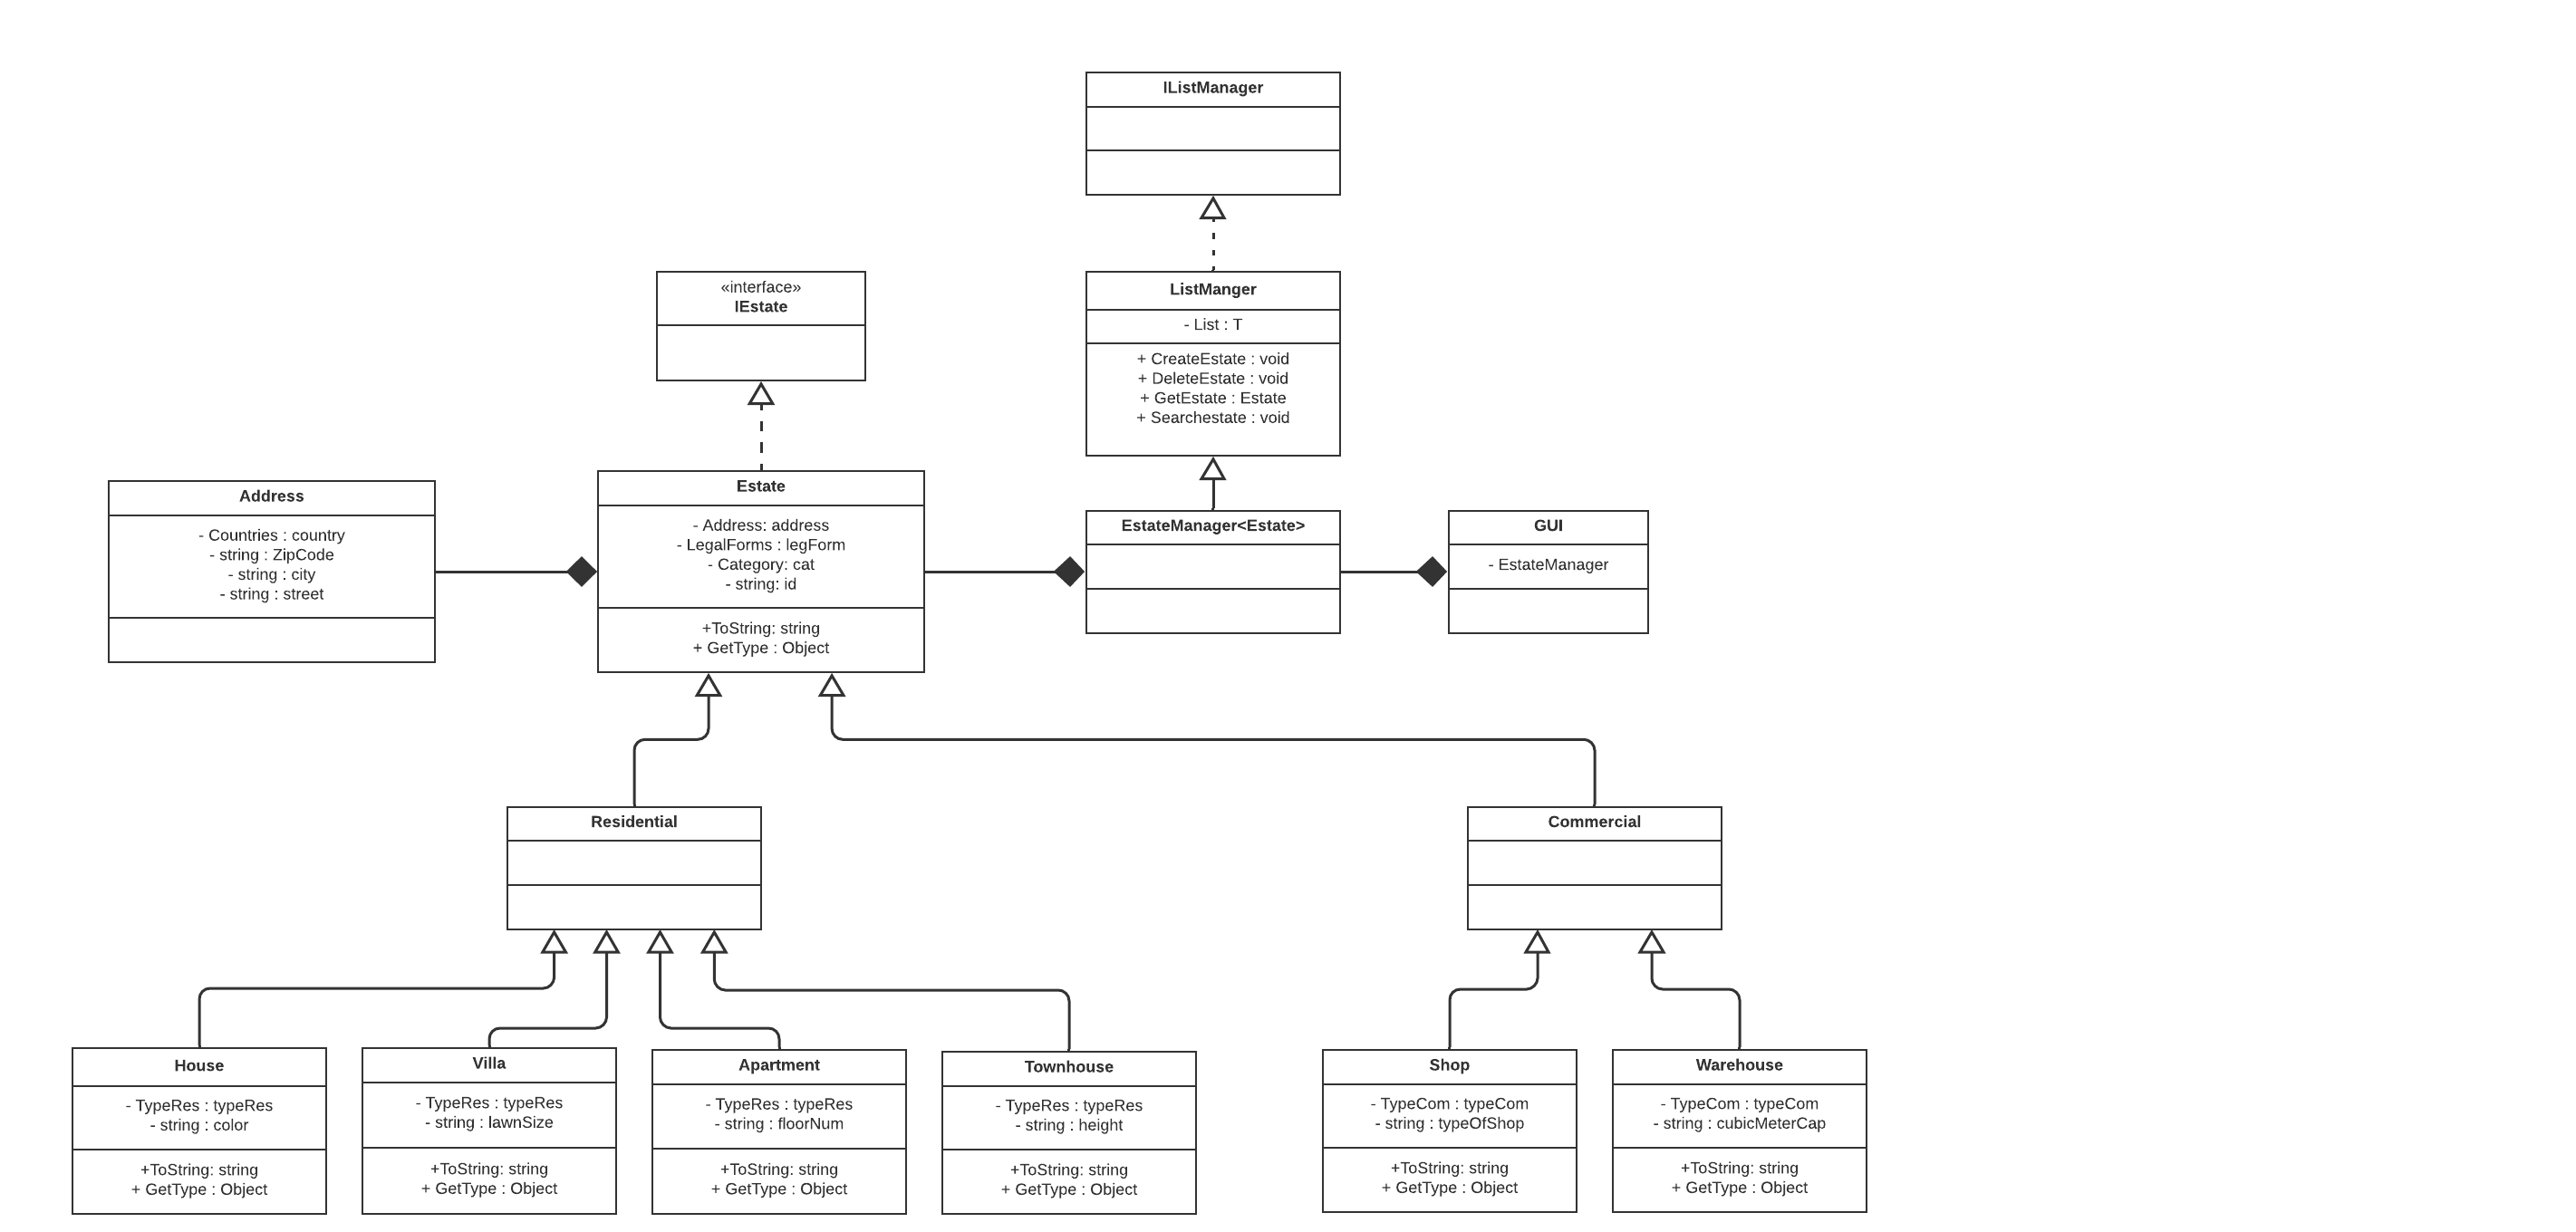 IListManager
«interface»
IEstate
ListManger
- List : T
+ CreateEstate : void
+ DeleteEstate : void
+ GetEstate : Estate
+ Searchestate : void
Address
- Countries : country
- string : ZipCode
- string : city
- string : street
Estate
- Address: address
- LegalForms : legForm
- Category: cat
- string: id
+ToString: string
+ GetType : Object
EstateManager<Estate>
GUI
- EstateManager
Residential
Commercial
House
- TypeRes : typeRes
- string : color
+ToString: string
+ GetType : Object
Villa
- TypeRes : typeRes
- string : lawnSize
+ToString: string
+ GetType : Object
Apartment
- TypeRes : typeRes
- string : floorNum
+ToString: string
+ GetType : Object
Townhouse
- TypeRes : typeRes
- string : height
+ToString: string
+ GetType : Object
Shop
- TypeCom : typeCom
- string : typeOfShop
+ToString: string
+ GetType : Object
Warehouse
- TypeCom : typeCom
- string : cubicMeterCap
+ToString: string
+ GetType : Object